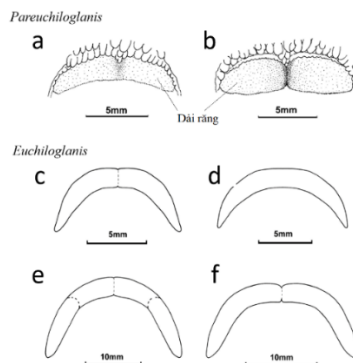 Pareuchiloglanis
a
b
5mm
5mm
Dải răng
Euchiloglanis
c
d
5mm
5mm
e
f
10mm
10mm